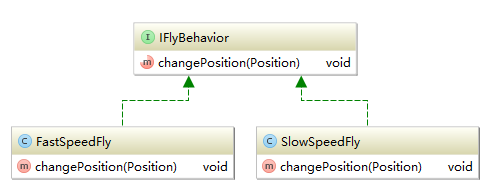 I IFlyBehavior
m changePosition(Position) void
C FastSpeedFly
m changePosition(Position) void
C SlowSpeedFly
m changePosition(Position) void